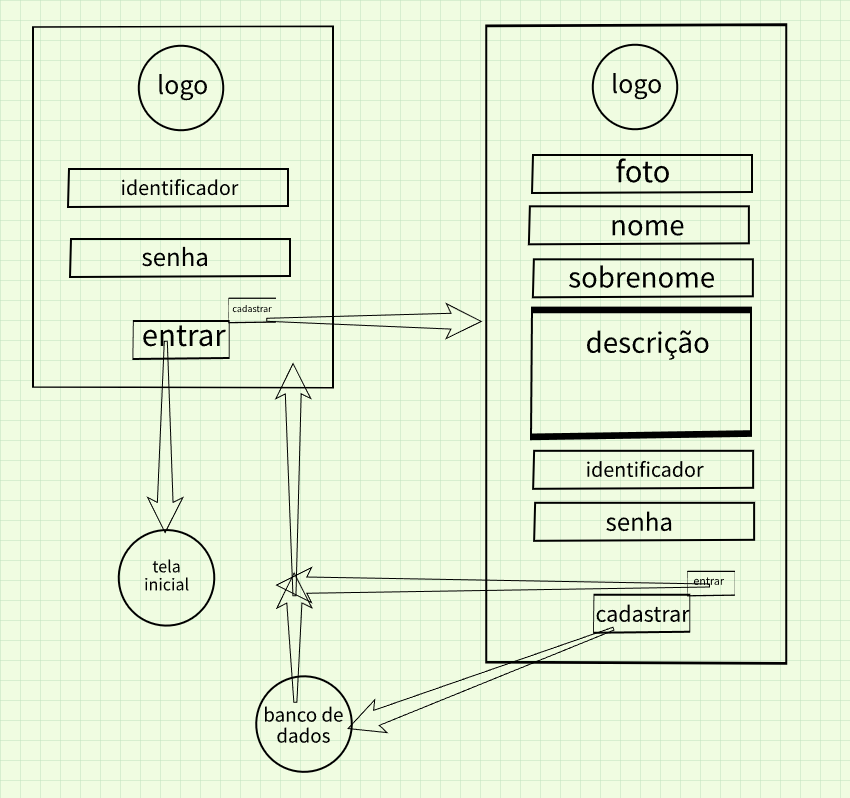 logo
identificador
senha
cadastrar
entrar
tela
inicial
logo
foto
nome
sobrenome
descrição
identificador
senha
entrar
cadastrar
banco de
dados